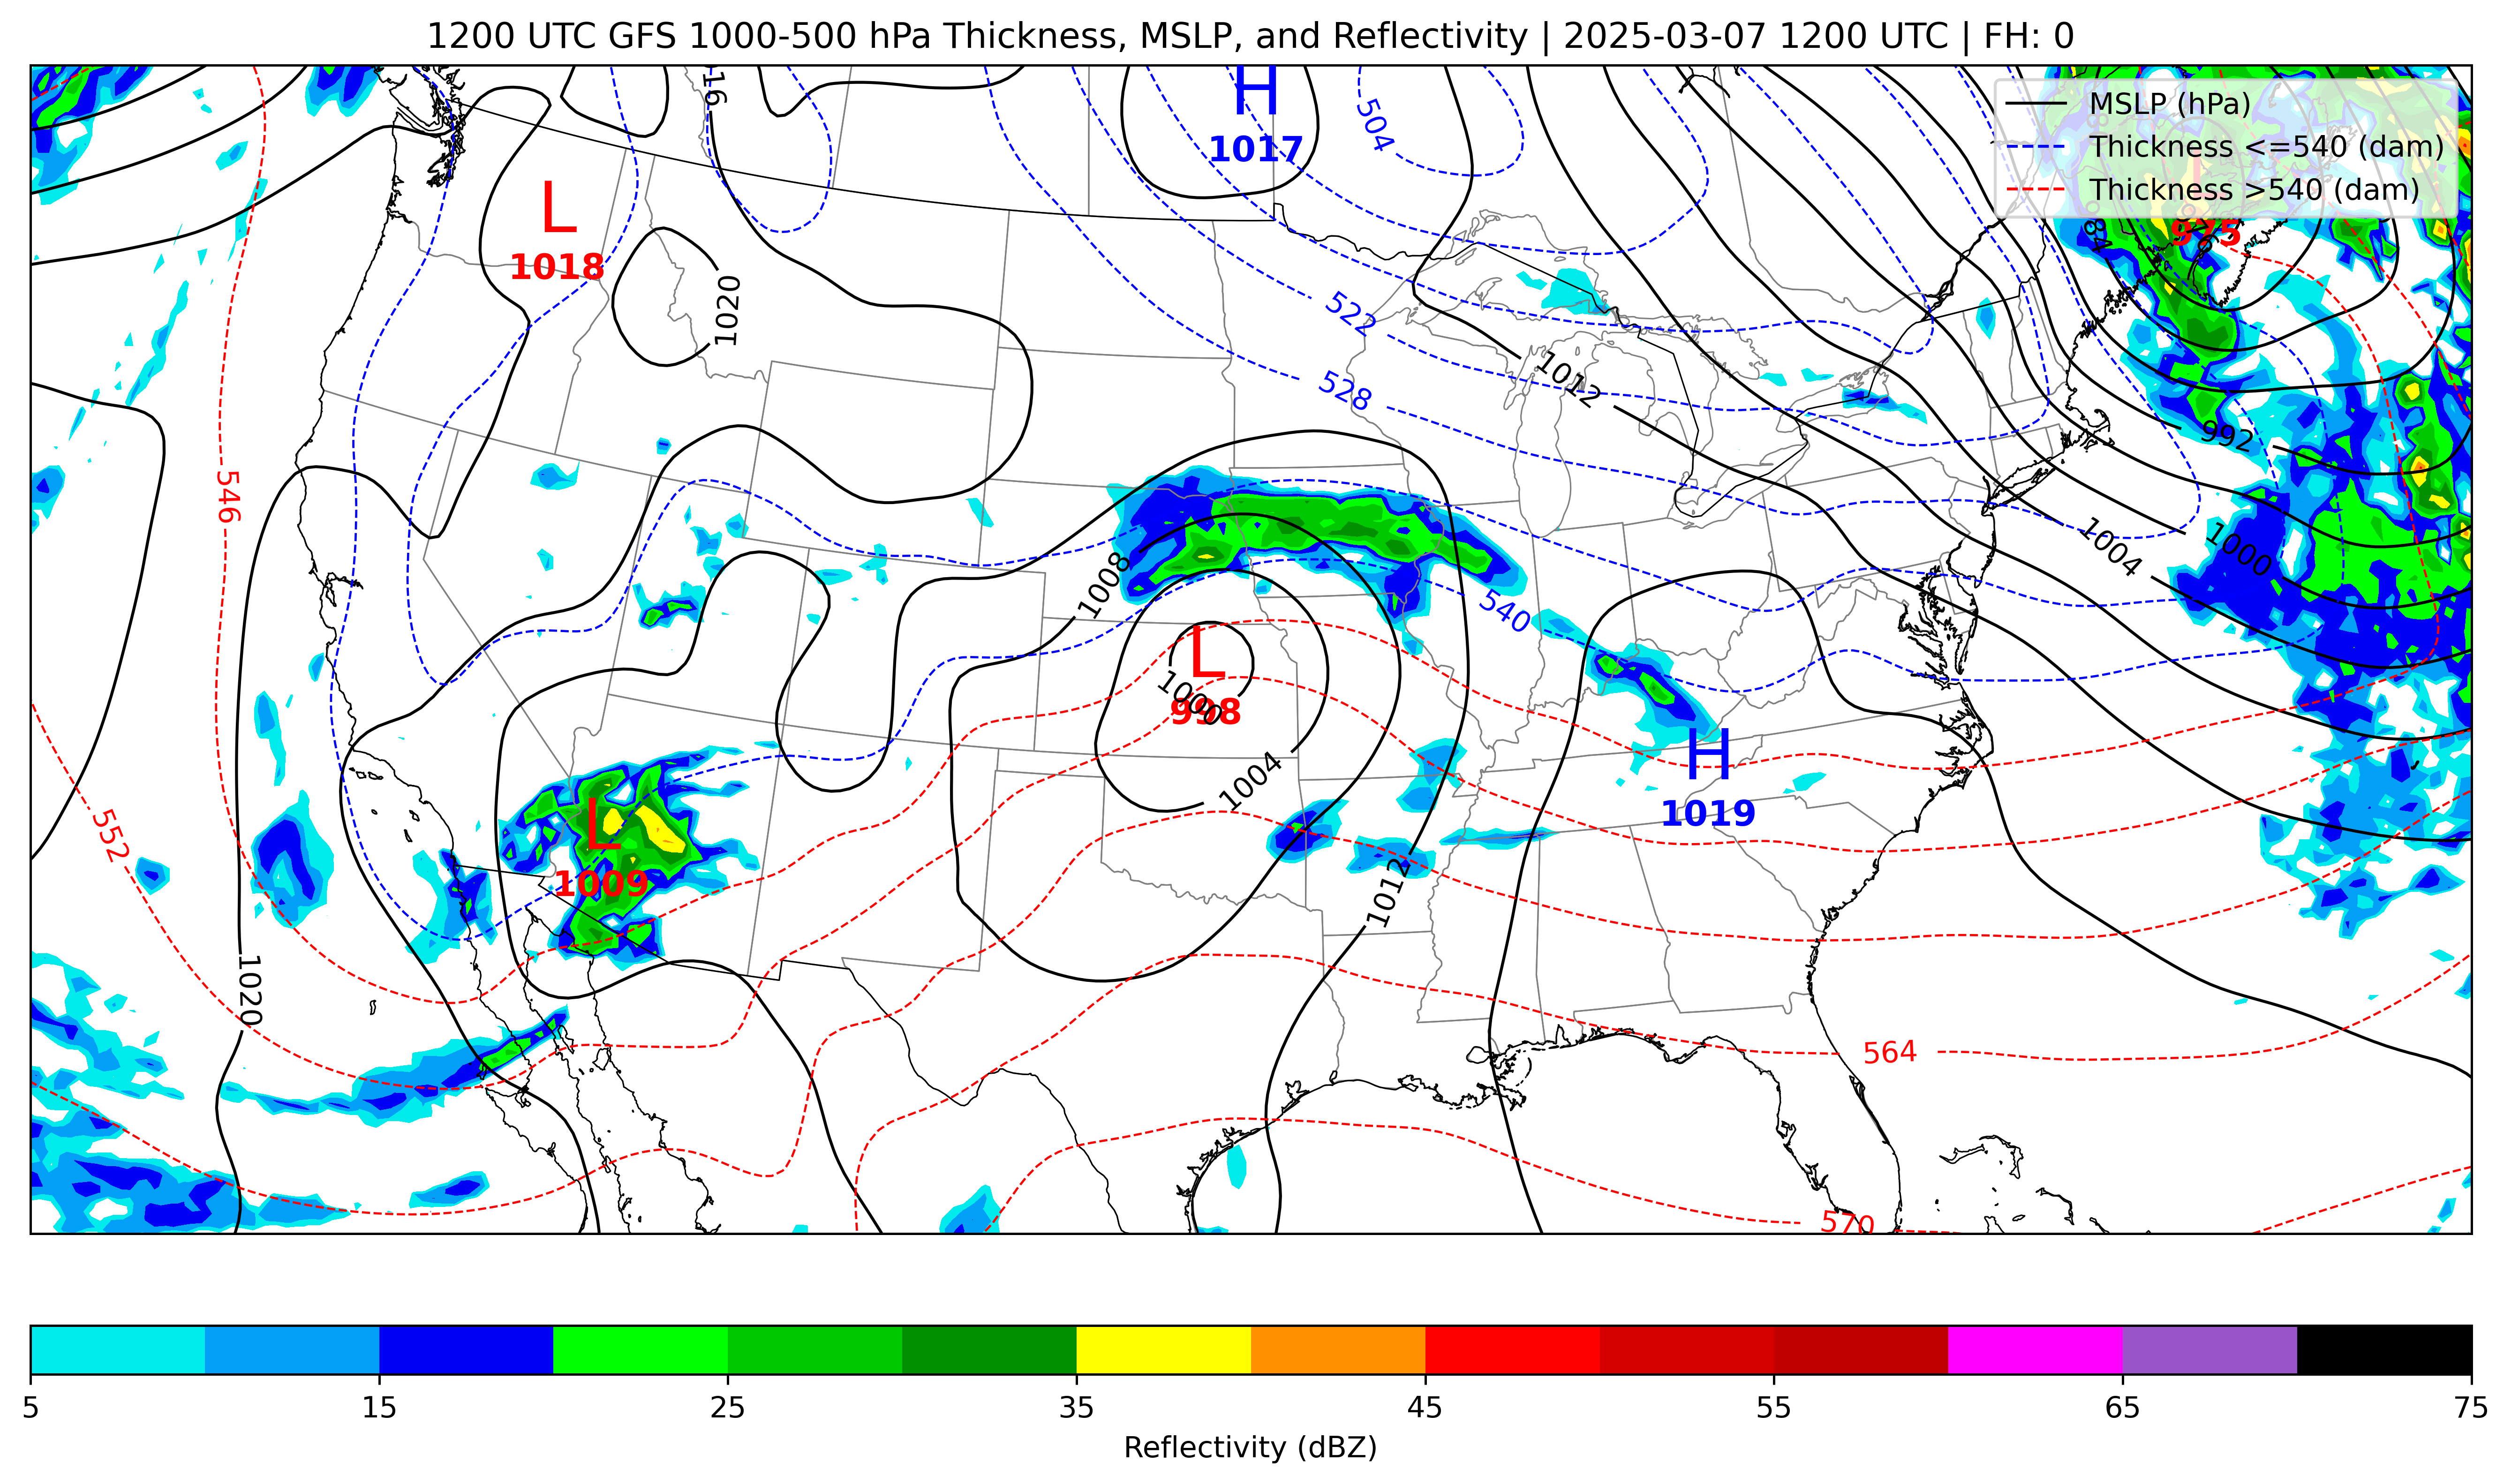 1200 UTC GFS 1000-500 hPa Thickness, MSLP, and Reflectivity | 2025-03-07 1200 UTC | FH: 0
MSLP (hPa)
Thickness <=540 (dam)
Thickness >540 (dam)
H
1017
504
L
1018
1020
975
546
522
528
1012
992
1004
1000
1008
540
L
1000
998
1004
H
1019
552
L
1009
1012
1020
564
570
5 15 25 35 45 55 65 75
Reflectivity (dBZ)